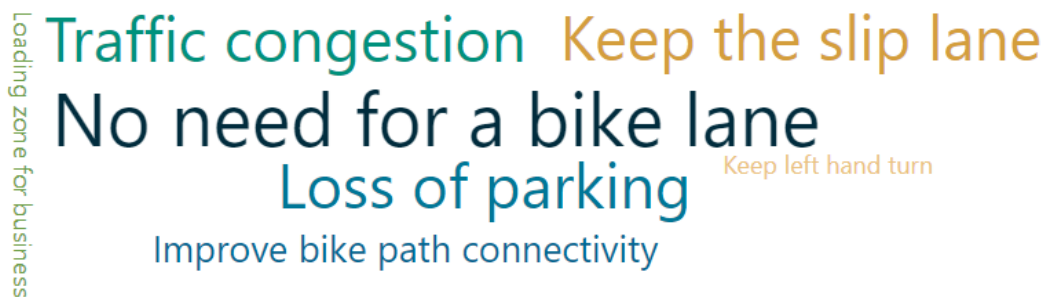 Loading zone for business
Traffic congestion
Keep the slip lane
No need for a bike lane
Keep left hand turn
Loss of parking
Improve bike path connectivity